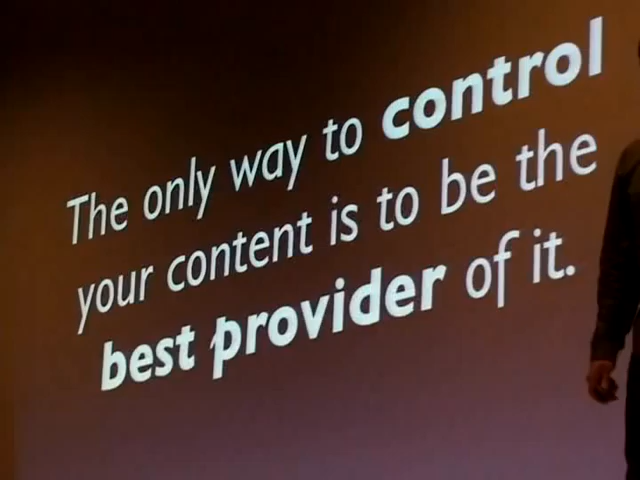 The only way to control
your content is to be the
best provider of it.